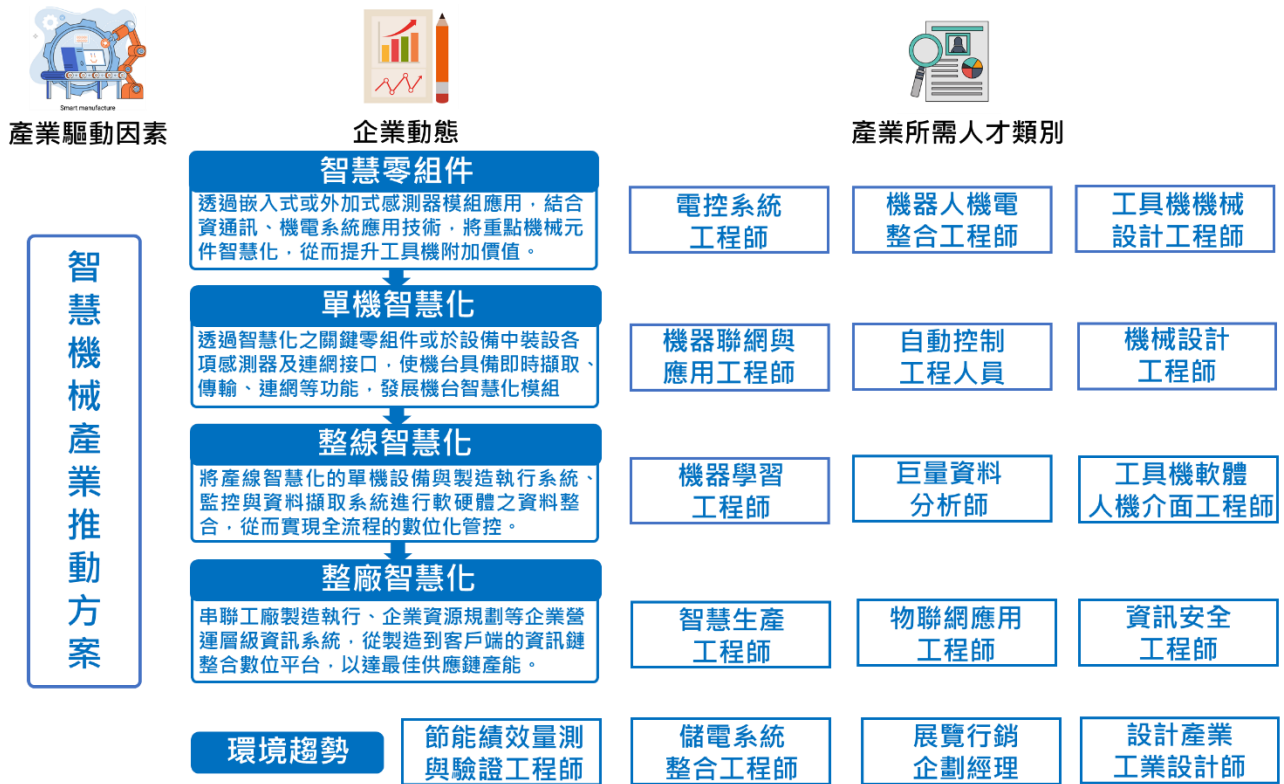 Smart manufacture
產業驅動因素
企業動態
產業所需人才類別
智慧機械產業推動方案
智慧零組件
透過嵌入式或外加式感測器模組應用，結合
資通訊、機電系統應用技術，將重點機械元
件智慧化，從而提升工具機附加價值。
電控系統
工程師
機器人機電
整合工程師
工具機機械
設計工程師
單機智慧化
透過智慧化之關鍵零組件或於設備中裝設各
項感測器及連網接口，使機台具備即時擷取、
傳輸、連網等功能，發展機台智慧化模組
機器聯網與
應用工程師
自動控制
工程人員
機械設計
工程師
整線智慧化
將產線智慧化的單機設備與製造執行系統、
監控與資料擷取系統進行軟硬體之資料整
合，從而實現全流程的數位化管控。
機器學習
工程師
巨量資料
分析師
工具機軟體
人機介面工程師
整廠智慧化
串聯工廠製造執行、企業資源規劃等企業營
運層級資訊系統，從製造到客戶端的資訊鏈
整合數位平台，以達最佳供應鏈產能。
智慧生產
工程師
物聯網應用
工程師
資訊安全
工程師
環境趨勢
節能績效量測
與驗證工程師
儲電系統
整合工程師
展覽行銷
企劃經理
設計產業
工業設計師